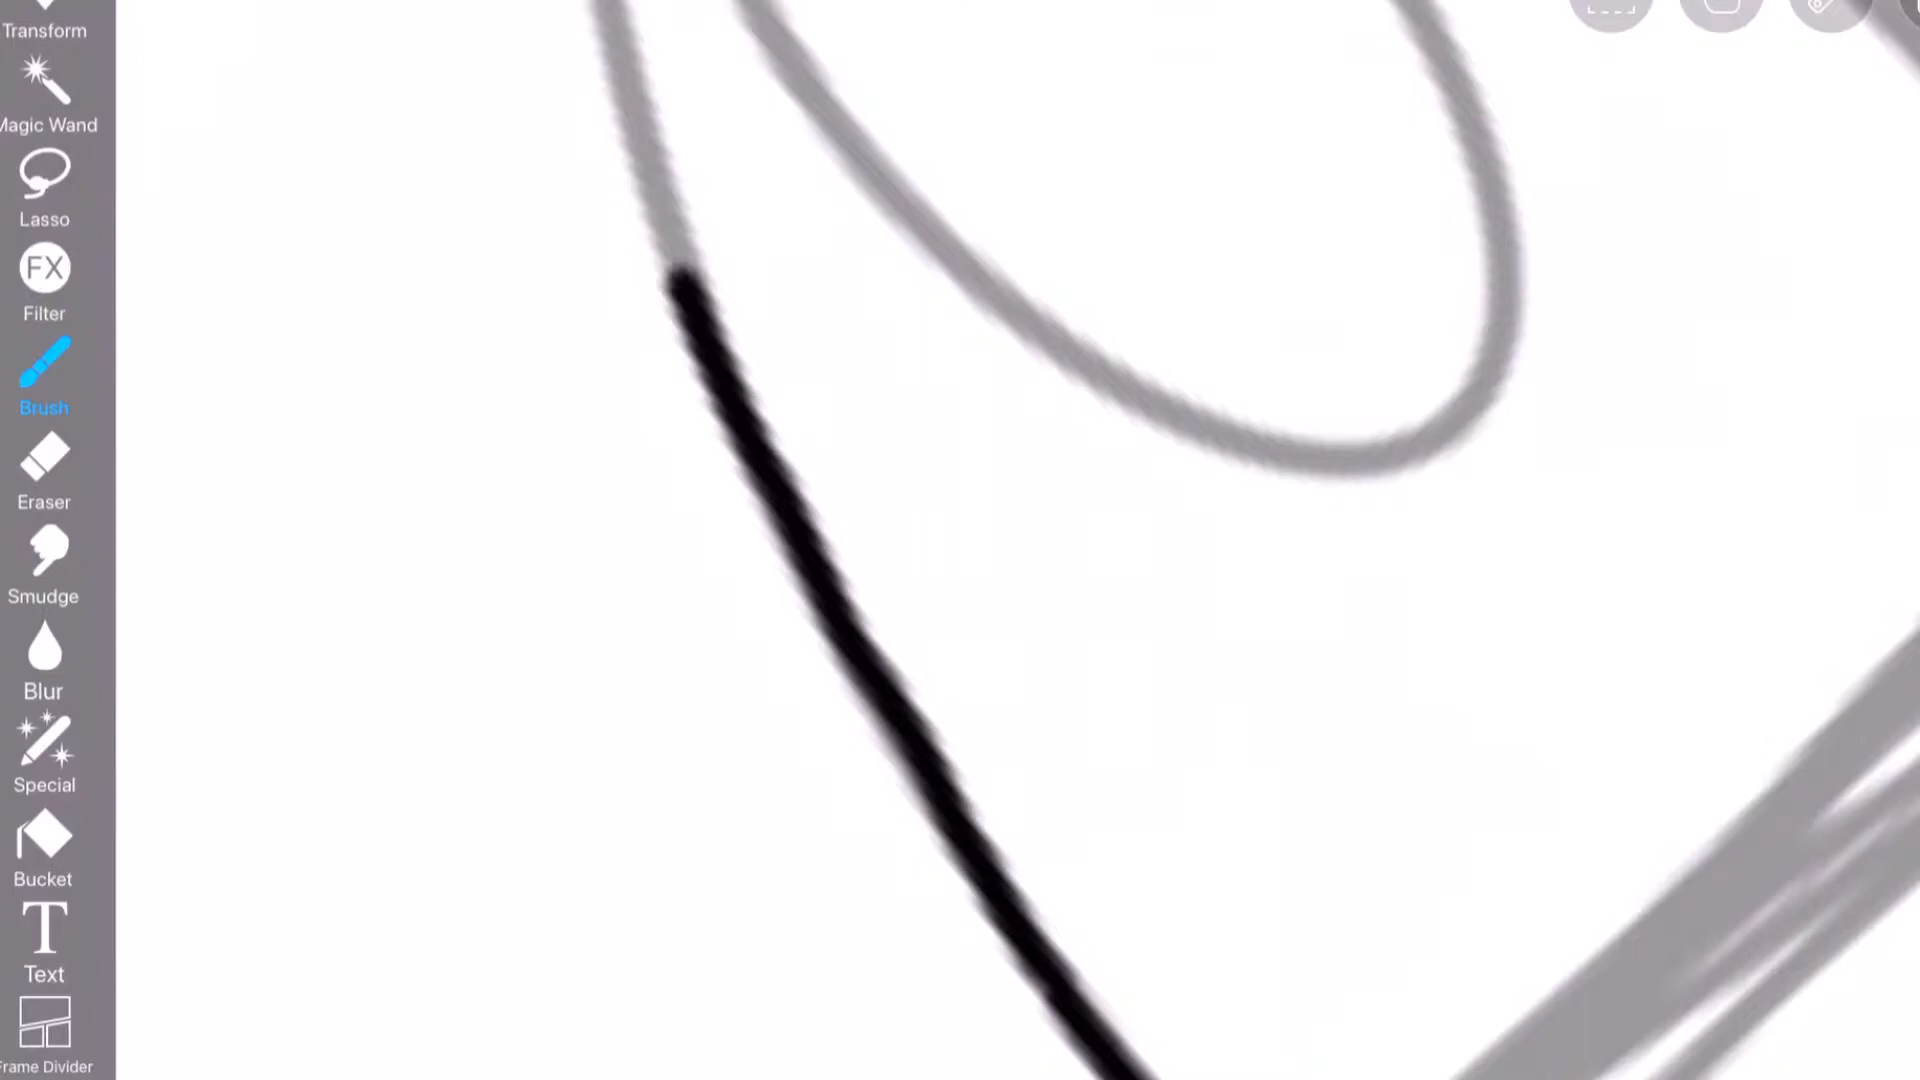 Transform
Magic Wand
Lasso
FX
Filter
Brush
Eraser
Smudge
Blur
Special
Bucket
T
Text
Frame Divider